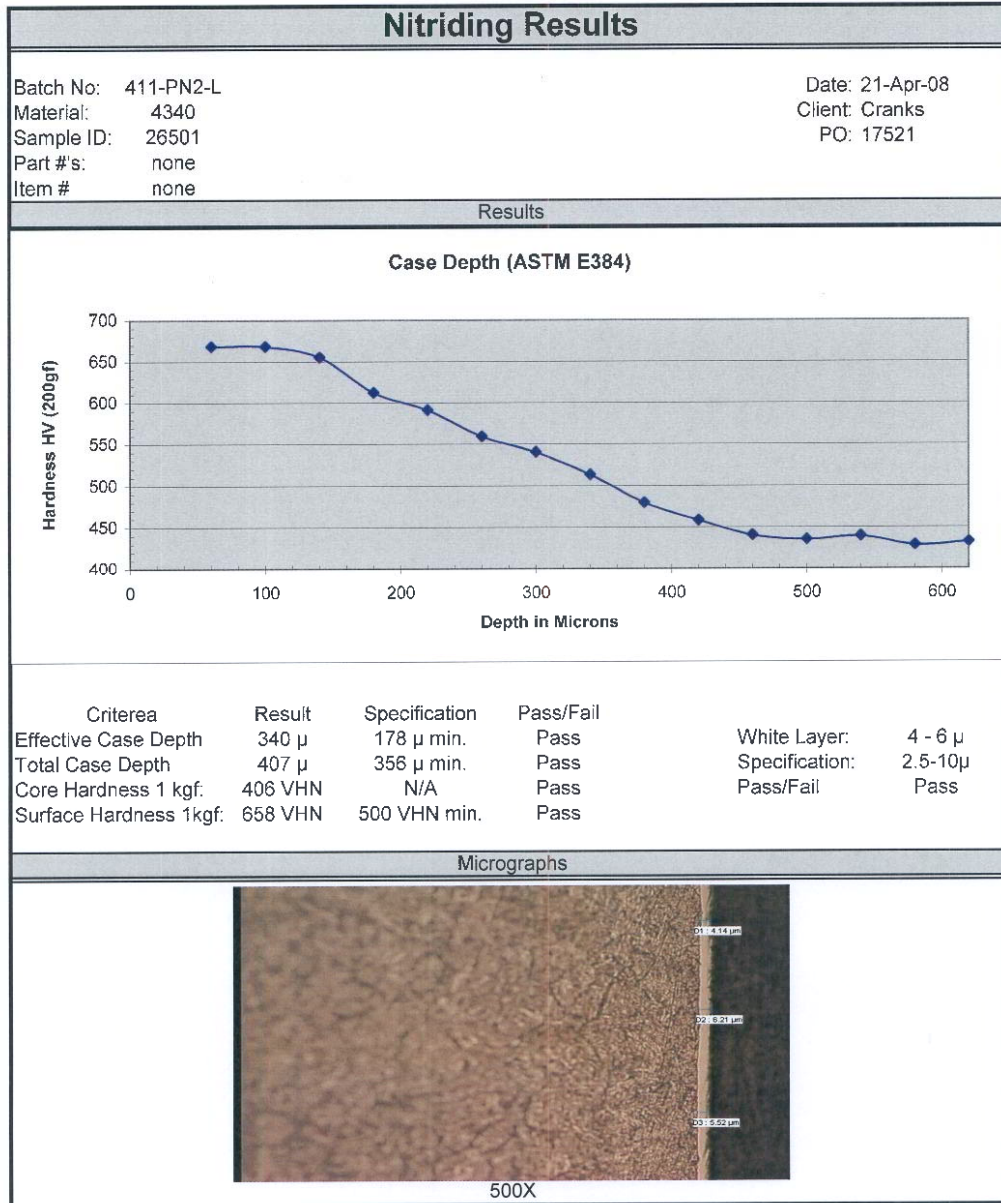 Nitriding Results
Batch No: 411-PN2-L
Material: 4340
Sample ID: 26501
Part #'s: none
Item # none
Date: 21-Apr-08
Client: Cranks
PO: 17521
Results
Case Depth (ASTM E384)
Hardness HV (200gf)
700
650
600
550
500
450
400
0 100 200 300 400 500 600
Depth in Microns
Criterea Result Specification Pass/Fail
Effective Case Depth 340 µ 178 µ min. Pass
Total Case Depth 407 µ 356 µ min. Pass
Core Hardness 1 kgf: 406 VHN N/A Pass
Surface Hardness 1kgf: 658 VHN 500 VHN min. Pass
White Layer: 4 - 6 µ
Specification: 2.5-10µ
Pass/Fail Pass
Micrographs
D1 : 4.14 µm
D2 : 6.21 µm
D3 : 5.52 µm
500X